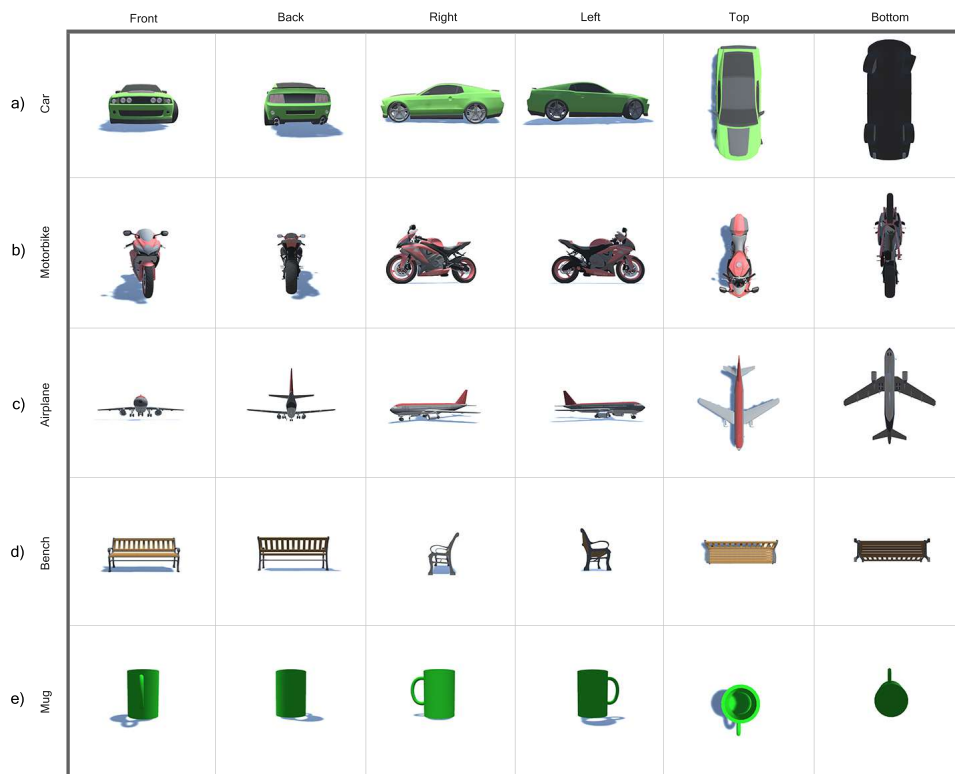 Front Back Right Left Top Bottom
a) Car
b) Motorbike
c) Airplane
d) Bench
e) Mug